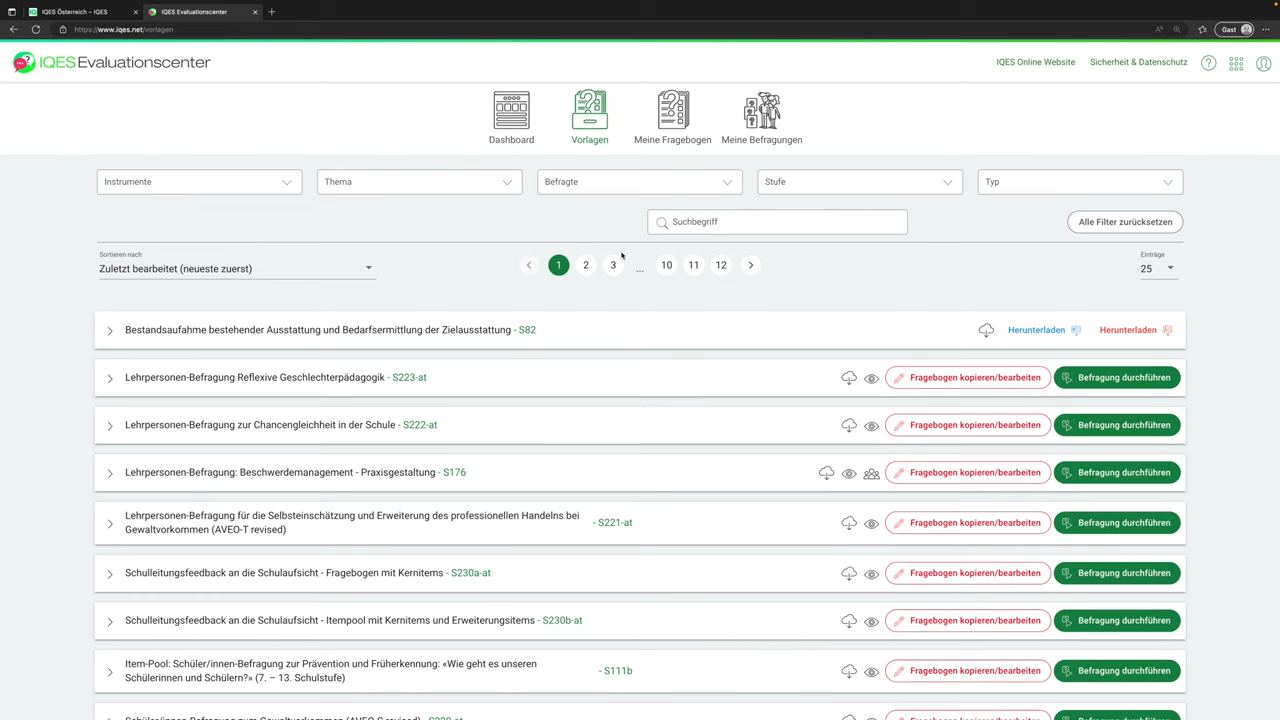 IQES Österreich – IQES
IQES Evaluationscenter
https://www.iqes.net/vorlagen
Gast
IQES Evaluationscenter
IQES Online Website
Sicherheit & Datenschutz
Dashboard
Vorlagen
Meine Fragebogen
Meine Befragungen
Instrumente
Thema
Befragte
Stufe
Typ
Suchbegriff
Alle Filter zurücksetzen
Sortieren nach
Zuletzt bearbeitet (neueste zuerst)
1 2 3 ... 10 11 12
Einträge
25
Bestandsaufahme bestehender Ausstattung und Bedarfsermittlung der Zielausstattung - S82
Herunterladen
Herunterladen
Lehrpersonen-Befragung Reflexive Geschlechterpädagogik - S223-at
Fragebogen kopieren/bearbeiten
Befragung durchführen
Lehrpersonen-Befragung zur Chancengleichheit in der Schule - S222-at
Fragebogen kopieren/bearbeiten
Befragung durchführen
Lehrpersonen-Befragung: Beschwerdemanagement - Praxisgestaltung - S176
Fragebogen kopieren/bearbeiten
Befragung durchführen
Lehrpersonen-Befragung für die Selbsteinschätzung und Erweiterung des professionellen Handelns bei
Gewaltvorkommen (AVEO-T revised)
- S221-at
Fragebogen kopieren/bearbeiten
Befragung durchführen
Schulleitungsfeedback an die Schulaufsicht - Fragebogen mit Kernitems - S230a-at
Fragebogen kopieren/bearbeiten
Befragung durchführen
Schulleitungsfeedback an die Schulaufsicht - Itempool mit Kernitems und Erweiterungsitems - S230b-at
Fragebogen kopieren/bearbeiten
Befragung durchführen
Item-Pool: Schüler/innen-Befragung zur Prävention und Früherkennung: «Wie geht es unseren
Schülerinnen und Schülern?» (7. – 13. Schulstufe)
- S111b
Fragebogen kopieren/bearbeiten
Befragung durchführen